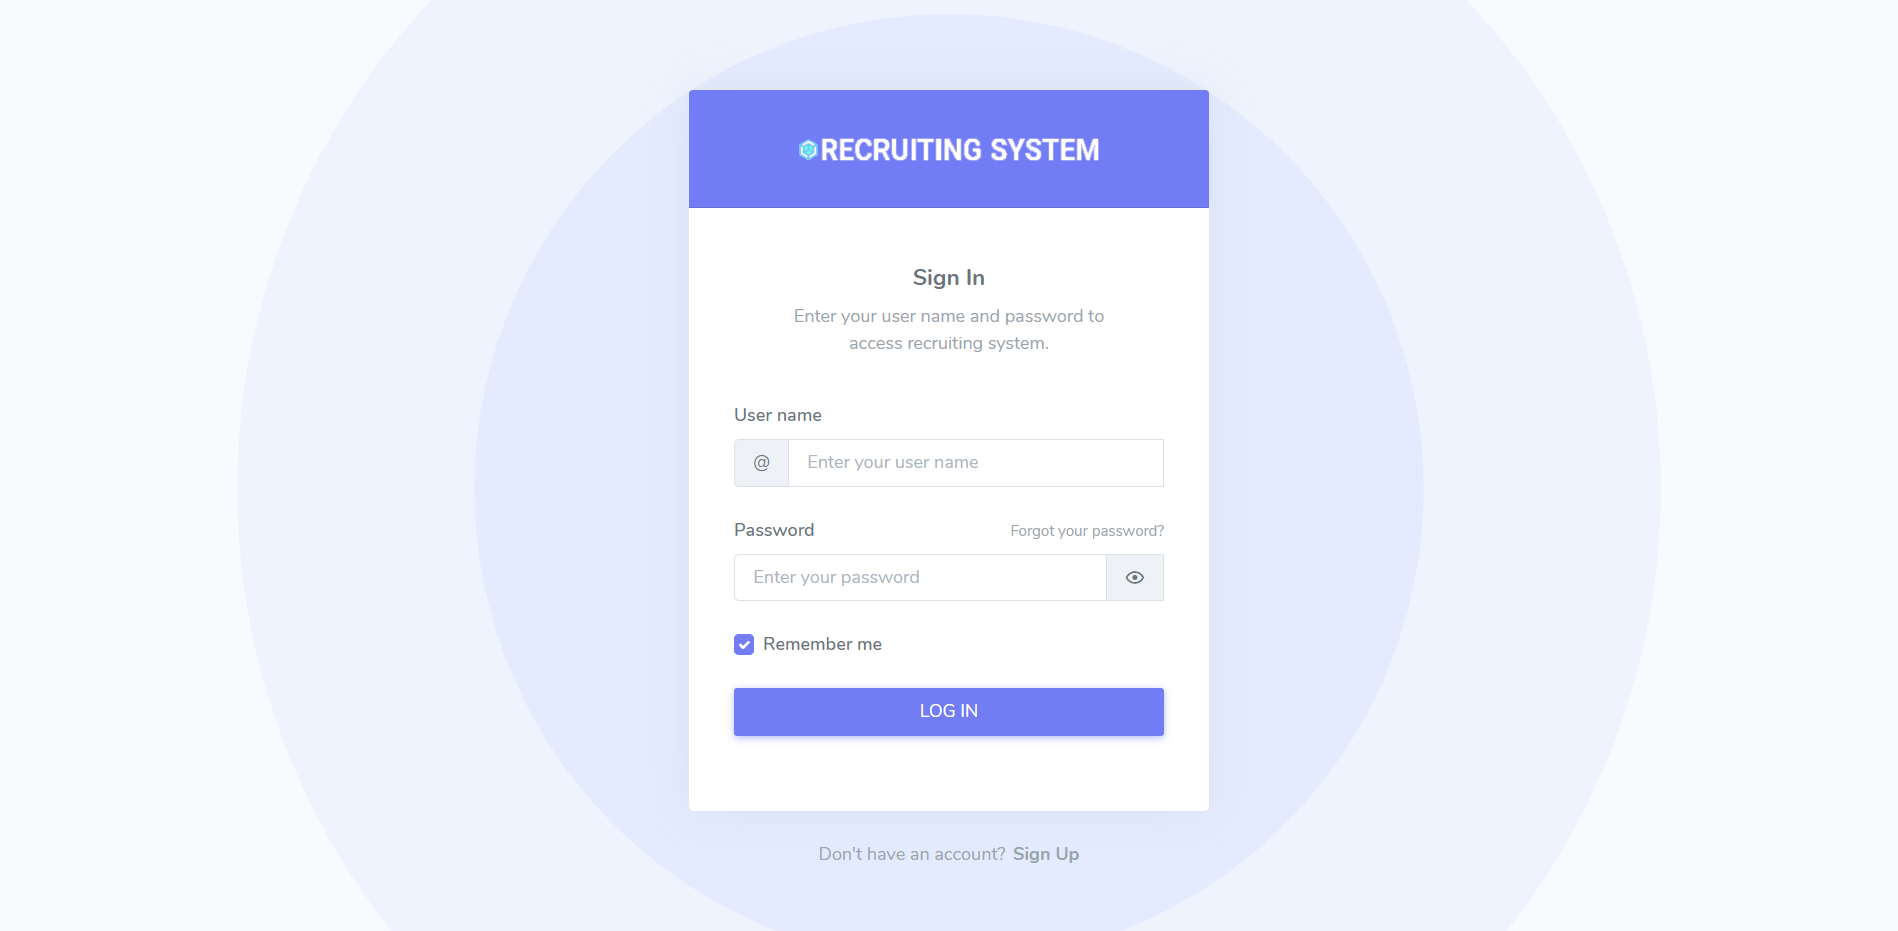 RECRUITING SYSTEM
Sign In
Enter your user name and password to
access recruiting system.
User name
@ Enter your user name
Password Forgot your password?
Enter your password
Remember me
LOG IN
Don't have an account? Sign Up